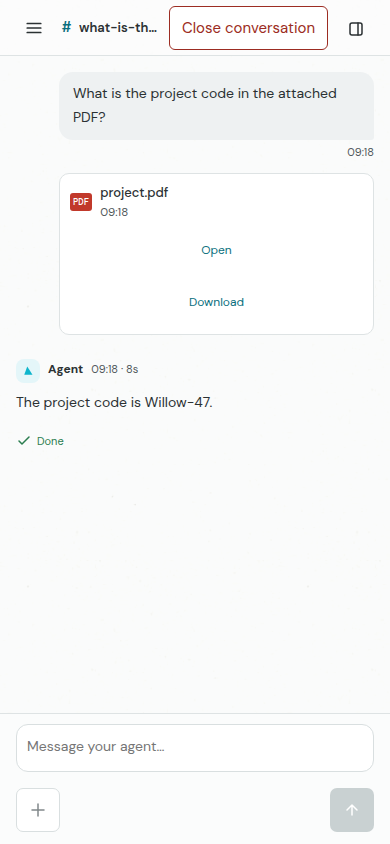 # what-is-th...
Close conversation
What is the project code in the attached
PDF?
09:18
PDF
project.pdf
09:18
Open
Download
Agent 09:18 · 8s
The project code is Willow-47.
Done
Message your agent...